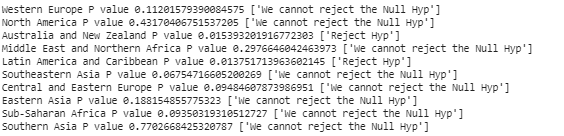 Western Europe P value 0.11201579390084575 ['We cannot reject the Null Hyp']
North America P value 0.43170406751537205 ['We cannot reject the Null Hyp']
Australia and New Zealand P value 0.015393201916772303 ['Reject Hyp']
Middle East and Northern Africa P value 0.2976646042463973 ['We cannot reject the Null Hyp']
Latin America and Caribbean P value 0.013751713963602145 ['Reject Hyp']
Southeastern Asia P value 0.06754716605200269 ['We cannot reject the Null Hyp']
Central and Eastern Europe P value 0.09484607873986951 ['We cannot reject the Null Hyp']
Eastern Asia P value 0.188154855775323 ['We cannot reject the Null Hyp']
Sub-Saharan Africa P value 0.09350319310512727 ['We cannot reject the Null Hyp']
Southern Asia P value 0.7702668425320787 ['We cannot reject the Null Hyp']